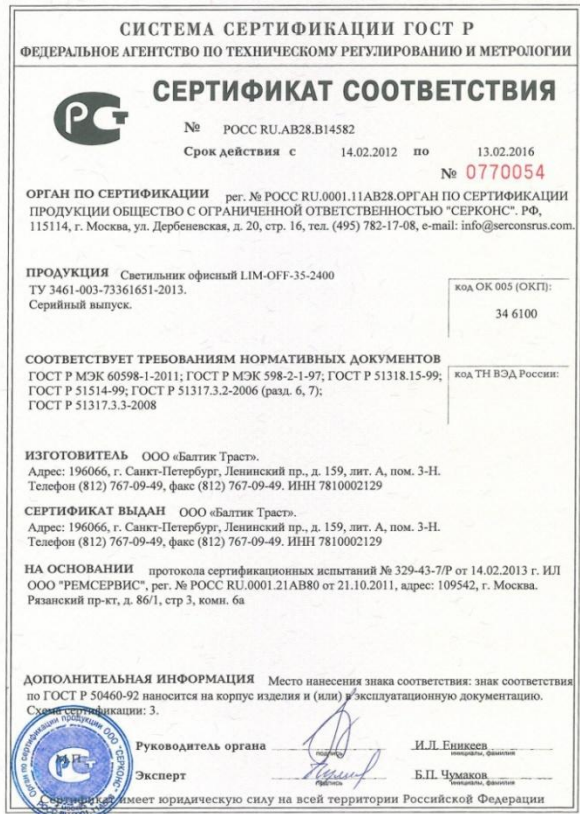 СИСТЕМА СЕРТИФИКАЦИИ ГОСТ Р
ФЕДЕРАЛЬНОЕ АГЕНТСТВО ПО ТЕХНИЧЕСКОМУ РЕГУЛИРОВАНИЮ И МЕТРОЛОГИИ
СЕРТИФИКАТ СООТВЕТСТВИЯ
№ РОСС RU.АВ28.В14582
Срок действия с 14.02.2012 по 13.02.2016
№ 0770054
ОРГАН ПО СЕРТИФИКАЦИИ рег. № РОСС RU.0001.11АВ28.ОРГАН ПО СЕРТИФИКАЦИИ
ПРОДУКЦИИ ОБЩЕСТВО С ОГРАНИЧЕННОЙ ОТВЕТСТВЕННОСТЬЮ "СЕРКОНС". РФ,
115114, г. Москва, ул. Дербеневская, д. 20, стр. 16, тел. (495) 782-17-08, e-mail: info@serconsrus.com.
ПРОДУКЦИЯ Светильник офисный LIM-OFF-35-2400
ТУ 3461-003-73361651-2013.
Серийный выпуск.
код ОК 005 (ОКП):
34 6100
СООТВЕТСТВУЕТ ТРЕБОВАНИЯМ НОРМАТИВНЫХ ДОКУМЕНТОВ
ГОСТ Р МЭК 60598-1-2011; ГОСТ Р МЭК 598-2-1-97; ГОСТ Р 51318.15-99;
ГОСТ Р 51514-99; ГОСТ Р 51317.3.2-2006 (разд. 6, 7);
ГОСТ Р 51317.3.3-2008
код ТН ВЭД России:
ИЗГОТОВИТЕЛЬ ООО «Балтик Траст».
Адрес: 196066, г. Санкт-Петербург, Ленинский пр., д. 159, лит. А, пом. 3-Н.
Телефон (812) 767-09-49, факс (812) 767-09-49. ИНН 7810002129
СЕРТИФИКАТ ВЫДАН ООО «Балтик Траст».
Адрес: 196066, г. Санкт-Петербург, Ленинский пр., д. 159, лит. А, пом. 3-Н.
Телефон (812) 767-09-49, факс (812) 767-09-49. ИНН 7810002129
НА ОСНОВАНИИ протокола сертификационных испытаний № 329-43-7/Р от 14.02.2013 г. ИЛ
ООО "РЕМСЕРВИС", рег. № РОСС RU.0001.21АВ80 от 21.10.2011, адрес: 109542, г. Москва.
Рязанский пр-кт, д. 86/1, стр 3, комн. 6а
ДОПОЛНИТЕЛЬНАЯ ИНФОРМАЦИЯ Место нанесения знака соответствия: знак соответствия
по ГОСТ Р 50460-92 наносится на корпус изделия и (или) в эксплуатационную документацию.
Схема сертификации: 3.
Орган по сертификации продукции ООО "СЕРКОНС"
М.П.
Руководитель органа
подпись
И.Л. Еникеев
инициалы, фамилия
Эксперт
подпись
Б.П. Чумаков
инициалы, фамилия
Сертификат имеет юридическую силу на всей территории Российской Федерации